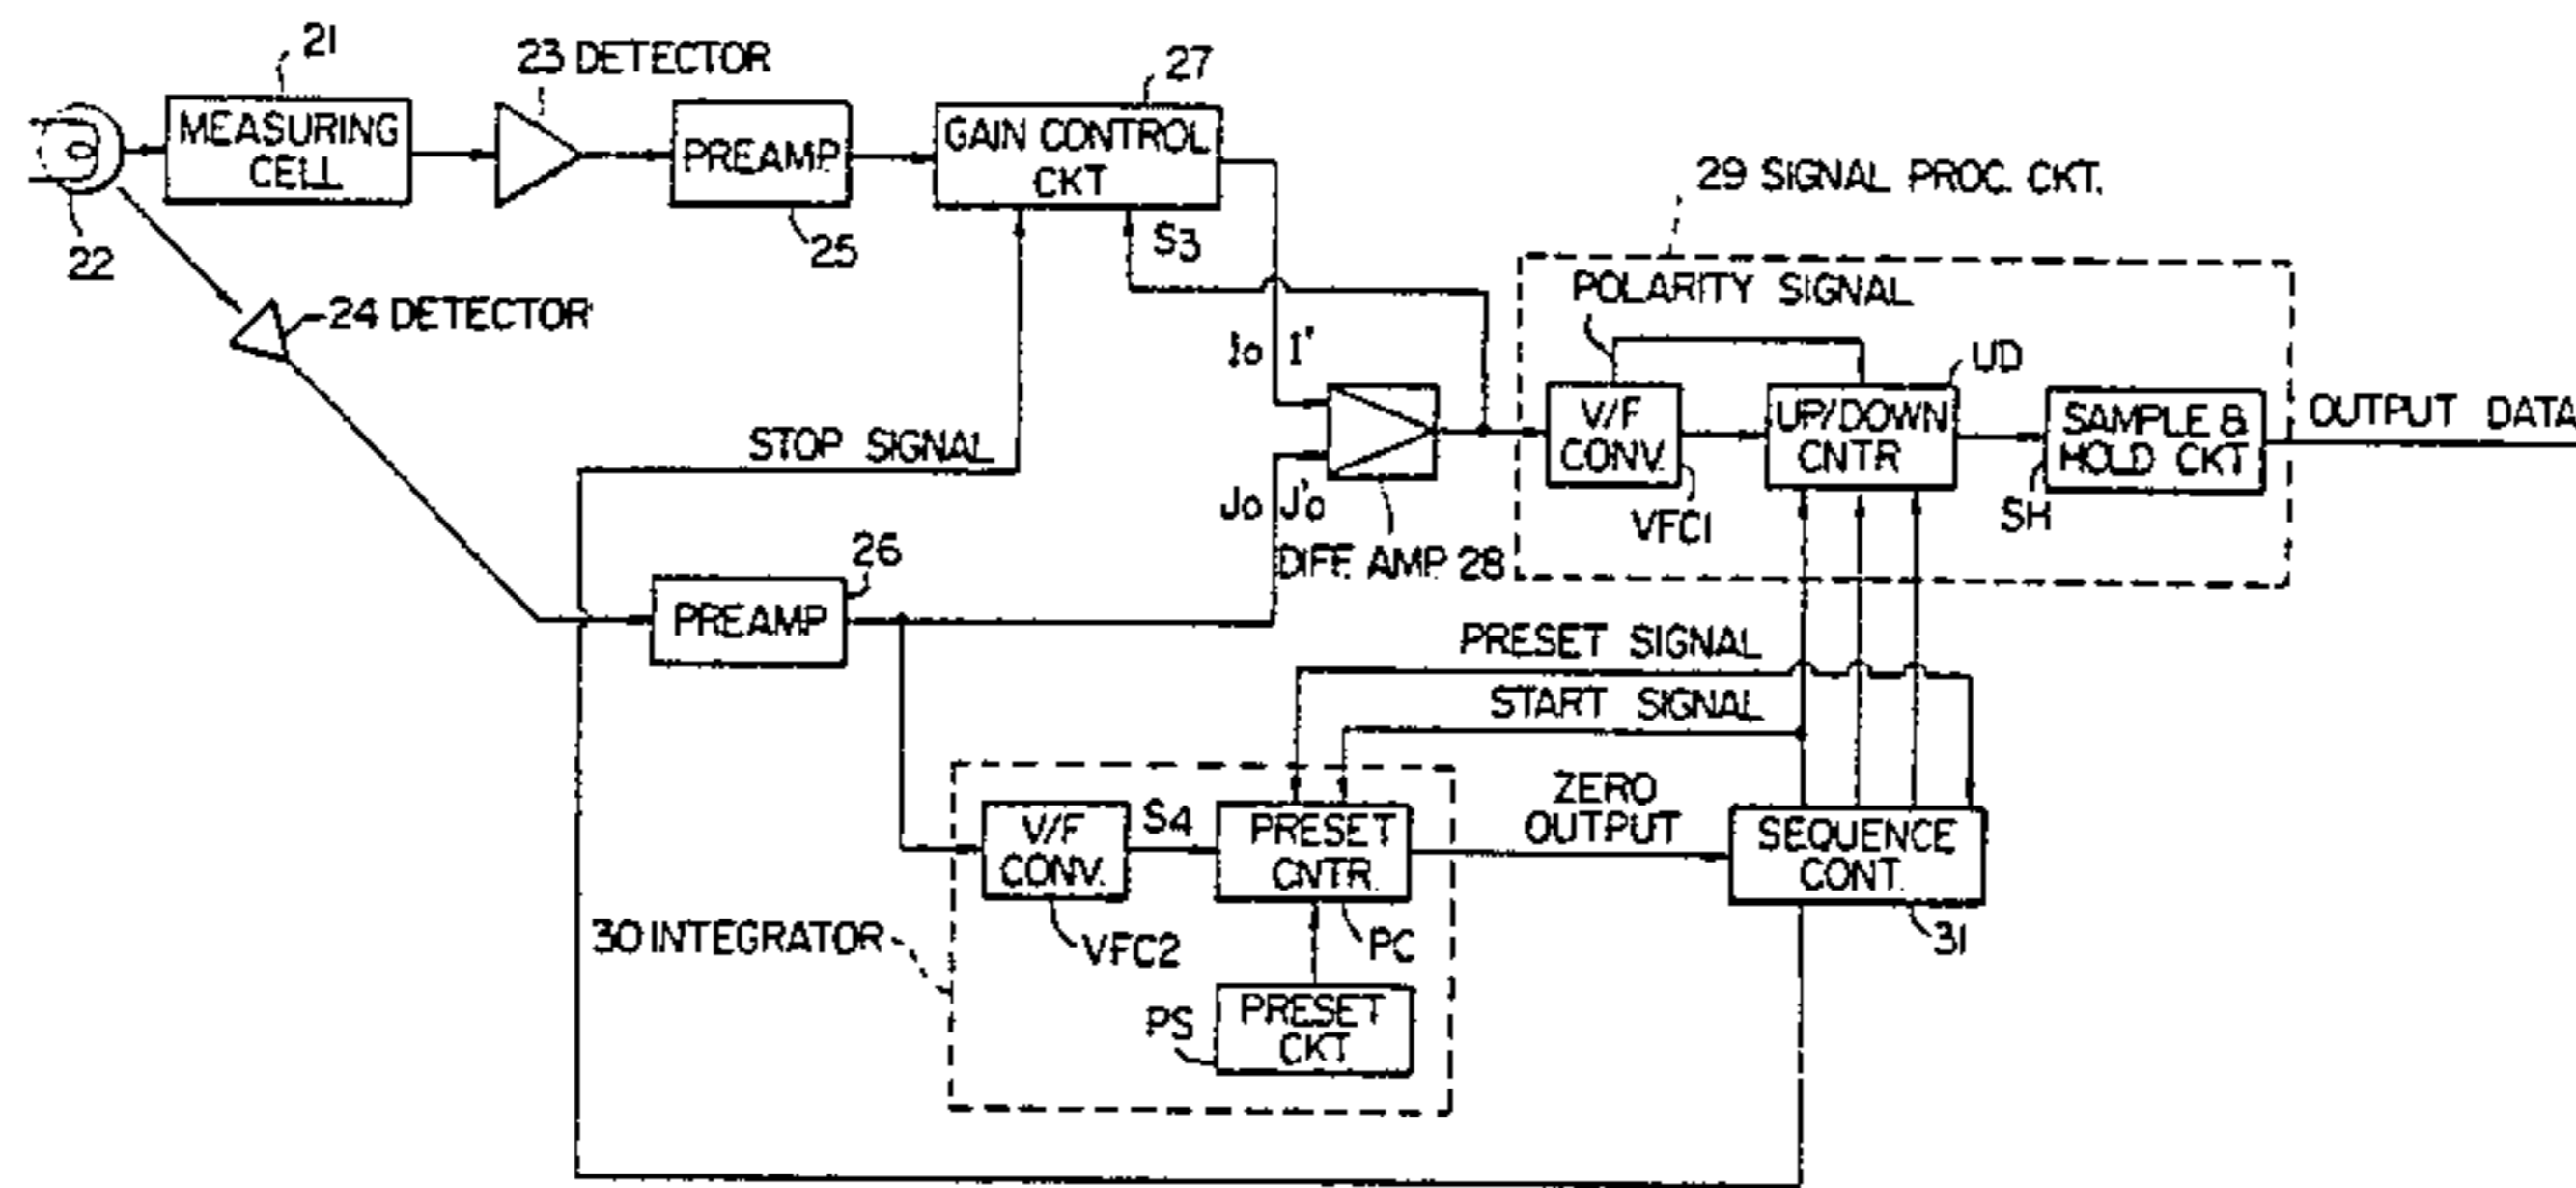 21
23 DETECTOR
27
MEASURING
CELL
PREAMP
GAIN CONTROL
CKT
29 SIGNAL PROC. CKT.
22
25
S3
24 DETECTOR
POLARITY SIGNAL
UD
Io I'
V/F
CONV.
UP/DOWN
CNTR
SAMPLE &
HOLD CKT
OUTPUT DATA
STOP SIGNAL
Jo J'o
VFC1
SH
DIFF. AMP. 28
26
PREAMP
PRESET SIGNAL
START SIGNAL
ZERO
OUTPUT
V/F
CONV.
S4
PRESET
CNTR.
SEQUENCE
CONT.
30 INTEGRATOR
VFC2
PC
31
PS
PRESET
CKT